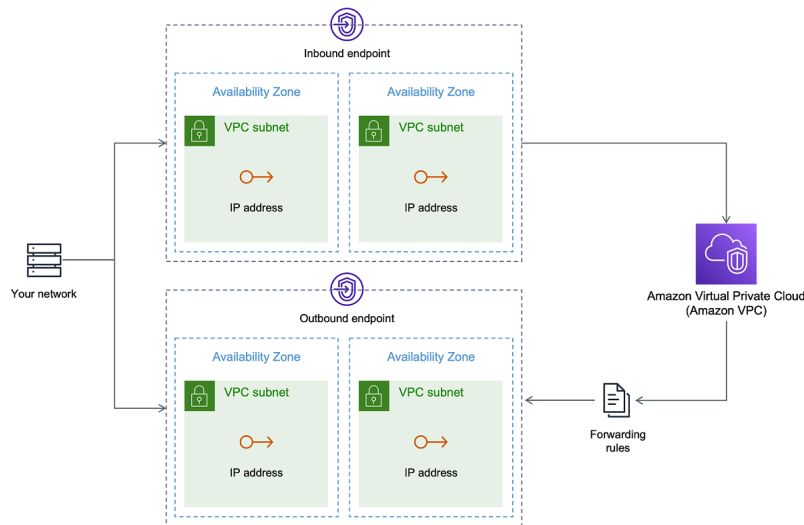 Inbound endpoint
Availability Zone
Availability Zone
VPC subnet
VPC subnet
IP address
IP address
Your network
Amazon Virtual Private Cloud
(Amazon VPC)
Outbound endpoint
Availability Zone
Availability Zone
VPC subnet
VPC subnet
IP address
IP address
Forwarding
rules